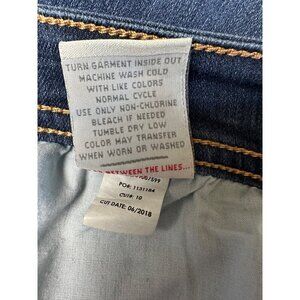 TURN GARMENT INSIDE OUT
MACHINE WASH COLD
WITH LIKE COLORS
NORMAL CYCLE
USE ONLY NON-CHLORINE
BLEACH IF NEEDED
TUMBLE DRY LOW
COLOR MAY TRANSFER
WHEN WORN OR WASHED
BETWEEN THE LINES...
PO#: 1131184
CUT#: 10
CUT DATE: 06/2018